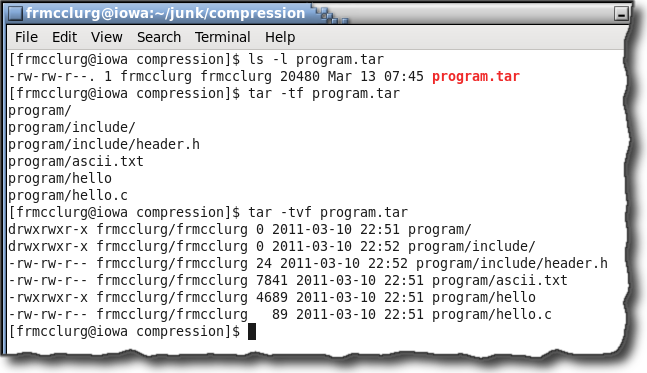 frmcclurg@iowa:~/junk/compression
File Edit View Search Terminal Help
[frmcclurg@iowa compression]$ ls -l program.tar
-rw-rw-r--. 1 frmcclurg frmcclurg 20480 Mar 13 07:45 program.tar
[frmcclurg@iowa compression]$ tar -tf program.tar
program/
program/include/
program/include/header.h
program/ascii.txt
program/hello
program/hello.c
[frmcclurg@iowa compression]$ tar -tvf program.tar
drwxrwxr-x frmcclurg/frmcclurg 0 2011-03-10 22:51 program/
drwxrwxr-x frmcclurg/frmcclurg 0 2011-03-10 22:52 program/include/
-rw-rw-r-- frmcclurg/frmcclurg 24 2011-03-10 22:52 program/include/header.h
-rw-rw-r-- frmcclurg/frmcclurg 7841 2011-03-10 22:51 program/ascii.txt
-rwxrwxr-x frmcclurg/frmcclurg 4689 2011-03-10 22:51 program/hello
-rw-rw-r-- frmcclurg/frmcclurg   89 2011-03-10 22:51 program/hello.c
[frmcclurg@iowa compression]$